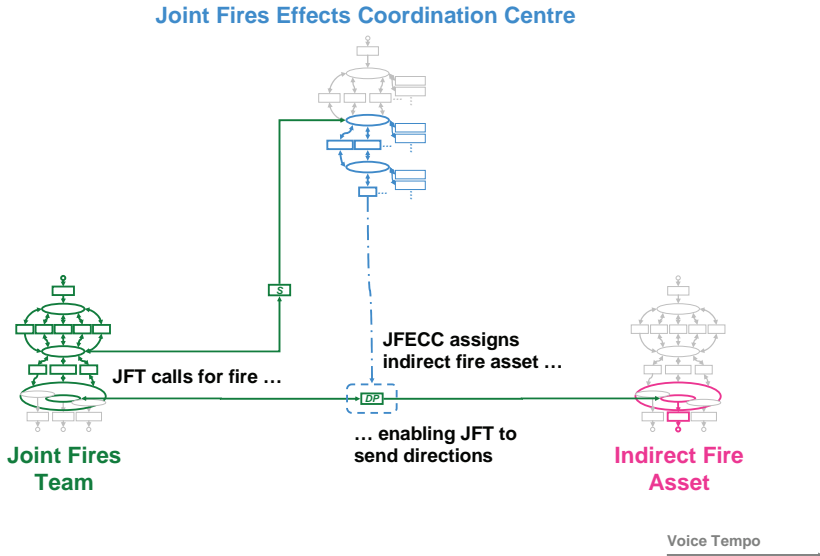 Joint Fires Effects Coordination Centre
S
JFECC assigns
indirect fire asset …
JFT calls for fire …
DP
… enabling JFT to
send directions
Joint Fires
Team
Indirect Fire
Asset
Voice Tempo